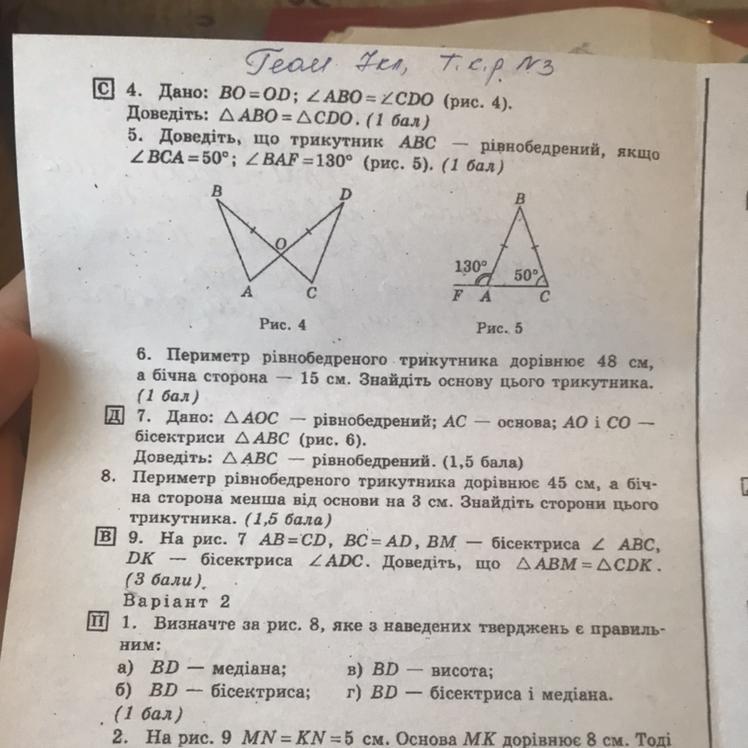 Геом 7кл, Т.с.р №3
С 4. Дано: BO = OD; ∠ABO = ∠CDO (рис. 4).
Доведіть: △ABO = △CDO. (1 бал)
5. Доведіть, що трикутник ABC — рівнобедрений, якщо
∠BCA = 50°; ∠BAF = 130° (рис. 5). (1 бал)
B D
O
A C
Рис. 4
B
130° 50°
F A C
Рис. 5
6. Периметр рівнобедреного трикутника дорівнює 48 см,
а бічна сторона — 15 см. Знайдіть основу цього трикутника.
(1 бал)
Д 7. Дано: △AOC — рівнобедрений; AC — основа; AO і CO —
бісектриси △ABC (рис. 6).
Доведіть: △ABC — рівнобедрений. (1,5 бала)
8. Периметр рівнобедреного трикутника дорівнює 45 см, а біч-
на сторона менша від основи на 3 см. Знайдіть сторони цього
трикутника. (1,5 бала)
В 9. На рис. 7 AB = CD, BC = AD, BM — бісектриса ∠ ABC,
DK — бісектриса ∠ADC. Доведіть, що △ABM = △CDK.
(3 бали)
Варіант 2
П 1. Визначте за рис. 8, яке з наведених тверджень є правиль-
ним:
а) BD — медіана; в) BD — висота;
б) BD — бісектриса; г) BD — бісектриса і медіана.
(1 бал)
2. На рис. 9 MN = KN = 5 см. Основа MK дорівнює 8 см. Тоді